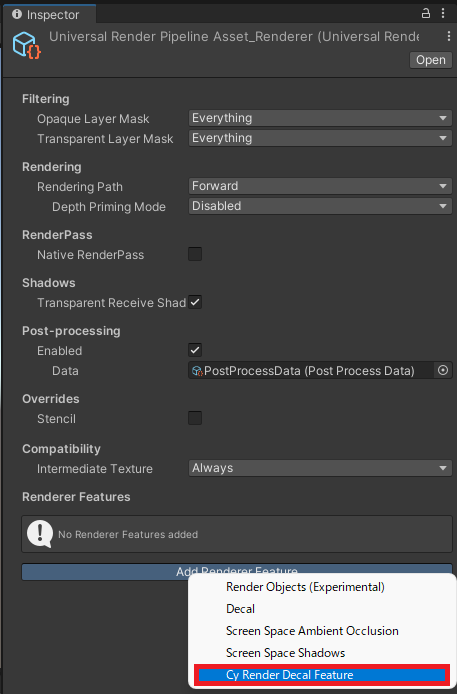 Inspector
Universal Render Pipeline Asset_Renderer (Universal Rende
Open
Filtering
Opaque Layer Mask Everything
Transparent Layer Mask Everything
Rendering
Rendering Path Forward
Depth Priming Mode Disabled
RenderPass
Native RenderPass
Shadows
Transparent Receive Shad
Post-processing
Enabled
Data PostProcessData (Post Process Data)
Overrides
Stencil
Compatibility
Intermediate Texture Always
Renderer Features
No Renderer Features added
Add Renderer Feature
Render Objects (Experimental)
Decal
Screen Space Ambient Occlusion
Screen Space Shadows
Cy Render Decal Feature